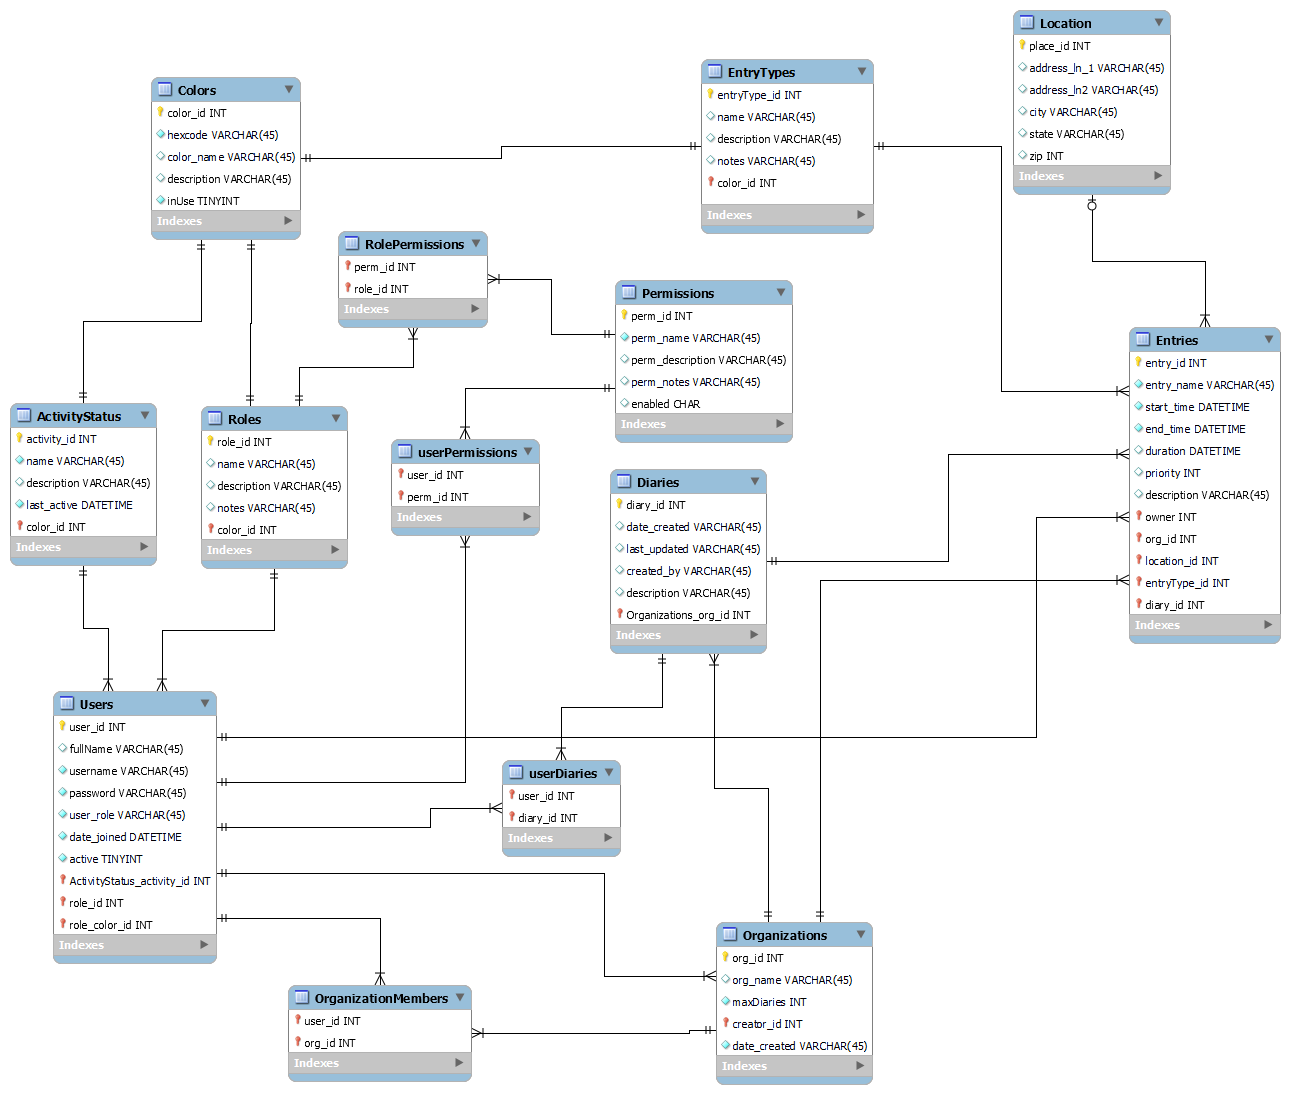 Location
place_id INT
address_ln_1 VARCHAR(45)
address_ln2 VARCHAR(45)
city VARCHAR(45)
state VARCHAR(45)
zip INT
Indexes
EntryTypes
entryType_id INT
name VARCHAR(45)
description VARCHAR(45)
notes VARCHAR(45)
color_id INT
Indexes
Colors
color_id INT
hexcode VARCHAR(45)
color_name VARCHAR(45)
description VARCHAR(45)
inUse TINYINT
Indexes
RolePermissions
perm_id INT
role_id INT
Indexes
Permissions
perm_id INT
perm_name VARCHAR(45)
perm_description VARCHAR(45)
perm_notes VARCHAR(45)
enabled CHAR
Indexes
Entries
entry_id INT
entry_name VARCHAR(45)
start_time DATETIME
end_time DATETIME
duration DATETIME
priority INT
description VARCHAR(45)
owner INT
org_id INT
location_id INT
entryType_id INT
diary_id INT
Indexes
ActivityStatus
activity_id INT
name VARCHAR(45)
description VARCHAR(45)
last_active DATETIME
color_id INT
Indexes
Roles
role_id INT
name VARCHAR(45)
description VARCHAR(45)
notes VARCHAR(45)
color_id INT
Indexes
userPermissions
user_id INT
perm_id INT
Indexes
Diaries
diary_id INT
date_created VARCHAR(45)
last_updated VARCHAR(45)
created_by VARCHAR(45)
description VARCHAR(45)
Organizations_org_id INT
Indexes
Users
user_id INT
fullName VARCHAR(45)
username VARCHAR(45)
password VARCHAR(45)
user_role VARCHAR(45)
date_joined DATETIME
active TINYINT
ActivityStatus_activity_id INT
role_id INT
role_color_id INT
Indexes
userDiaries
user_id INT
diary_id INT
Indexes
Organizations
org_id INT
org_name VARCHAR(45)
maxDiaries INT
creator_id INT
date_created VARCHAR(45)
Indexes
OrganizationMembers
user_id INT
org_id INT
Indexes